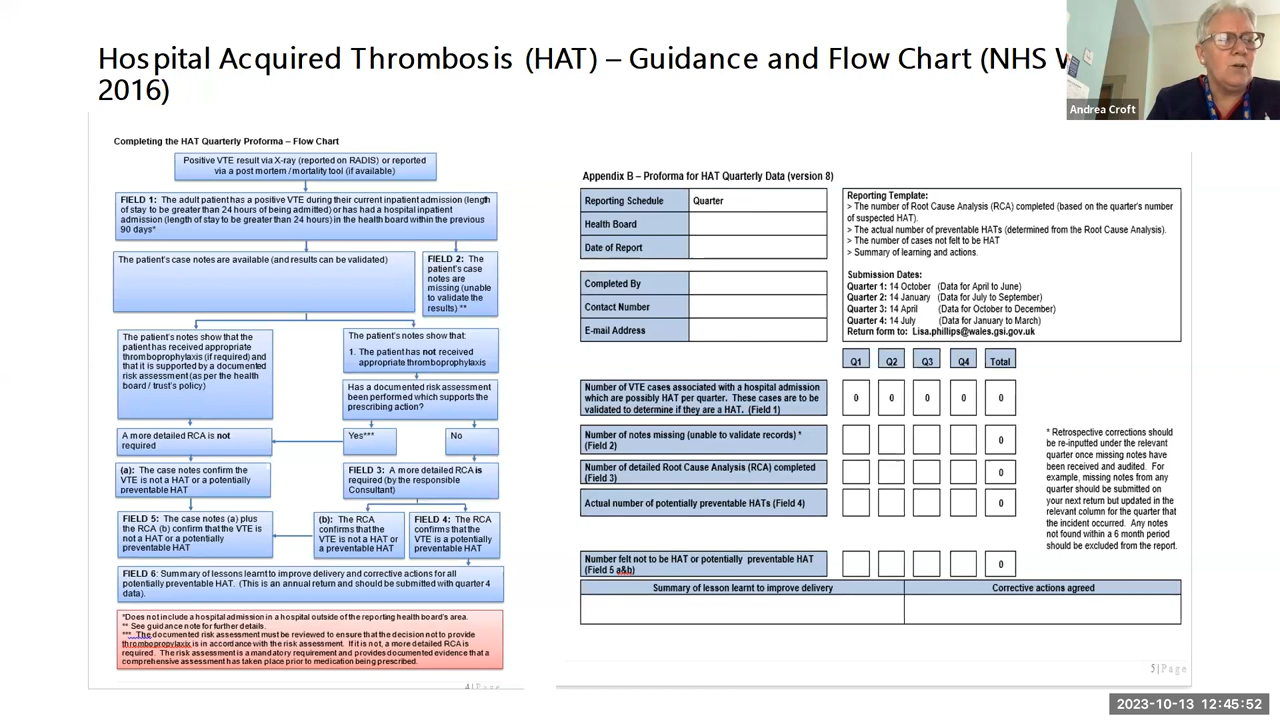 Hospital Acquired Thrombosis (HAT) – Guidance and Flow Chart (NHS
2016)
Andrea Croft
Completing the HAT Quarterly Proforma – Flow Chart
Positive VTE result via X-ray (reported on RADIS) or reported
via a post mortem / mortality tool (if available)
FIELD 1: The adult patient has a positive VTE during their current inpatient admission (length
of stay to be greater than 24 hours of being admitted) or has had a hospital inpatient
admission (length of stay to be greater than 24 hours) in the health board within the previous
90 days*
The patient's case notes are available (and results can be validated)
FIELD 2: The
patient's case
notes are
missing (unable
to validate the
results) **
The patient's notes show that the
patient has received appropriate
thromboprophylaxis (if required) and
that it is supported by a documented
risk assessment (as per the health
board / trust's policy)
The patient's notes show that:
1. The patient has not received
appropriate thromboprophylaxis
Has a documented risk assessment
been performed which supports the
prescribing action?
A more detailed RCA is not
required
Yes***
No
(a): The case notes confirm the
VTE is not a HAT or a potentially
preventable HAT
FIELD 3: A more detailed RCA is
required (by the responsible
Consultant)
FIELD 5: The case notes (a) plus
the RCA (b) confirm that the VTE is
not a HAT or a potentially
preventable HAT
(b): The RCA
confirms that the
VTE is not a HAT or
a preventable HAT
FIELD 4: The RCA
confirms that the
VTE is a potentially
preventable HAT
FIELD 6: Summary of lessons learnt to improve delivery and corrective actions for all
potentially preventable HAT. (This is an annual return and should be submitted with quarter 4
data).
*Does not include a hospital admission in a hospital outside of the reporting health board's area.
** See guidance note for further details.
*** The documented risk assessment must be reviewed to ensure that the decision not to provide
thrombopropylaxix is in accordance with the risk assessment. If it is not, a more detailed RCA is
required. The risk assessment is a mandatory requirement and provides documented evidence that a
comprehensive assessment has taken place prior to medication being prescribed.
4|Page
Appendix B – Proforma for HAT Quarterly Data (version 8)
Reporting Schedule Quarter
Health Board
Date of Report
Completed By
Contact Number
E-mail Address
Reporting Template:
> The number of Root Cause Analysis (RCA) completed (based on the quarter's number
of suspected HAT).
> The actual number of preventable HATs (determined from the Root Cause Analysis).
> The number of cases not felt to be HAT
> Summary of learning and actions.
Submission Dates:
Quarter 1: 14 October (Data for April to June)
Quarter 2: 14 January (Data for July to September)
Quarter 3: 14 April (Data for October to December)
Quarter 4: 14 July (Data for January to March)
Return form to: Lisa.phillips@wales.gsi.gov.uk
Q1 Q2 Q3 Q4 Total
Number of VTE cases associated with a hospital admission
which are possibly HAT per quarter. These cases are to be
validated to determine if they are a HAT. (Field 1)
0 0 0 0 0
Number of notes missing (unable to validate records) *
(Field 2)
0
Number of detailed Root Cause Analysis (RCA) completed
(Field 3)
0
Actual number of potentially preventable HATs (Field 4)
0
Number felt not to be HAT or potentially preventable HAT
(Field 5 a&b)
0
* Retrospective corrections should
be re-inputted under the relevant
quarter once missing notes have
been received and audited. For
example, missing notes from any
quarter should be submitted on
your next return but updated in the
relevant column for the quarter that
the incident occurred. Any notes
not found within a 6 month period
should be excluded from the report.
Summary of lesson learnt to improve delivery Corrective actions agreed
5|Page
2023-10-13 12:45:52